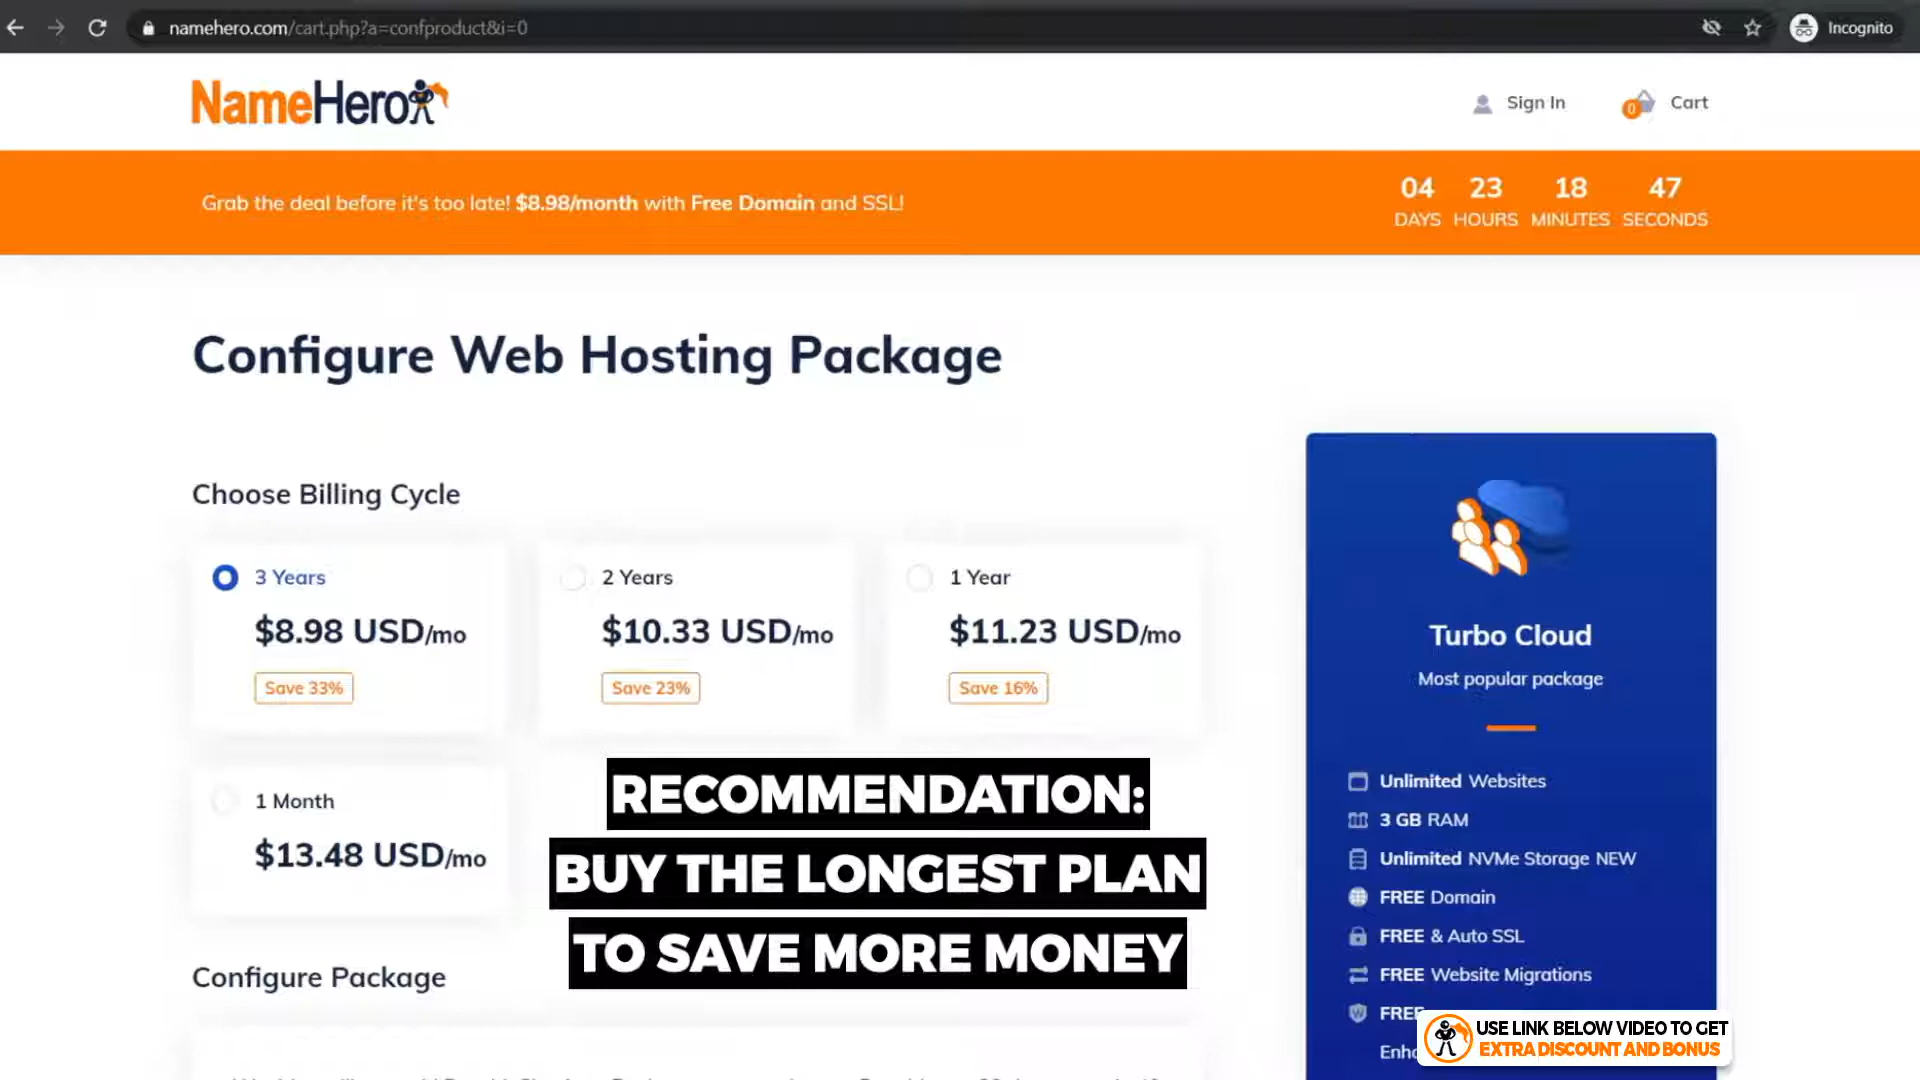 namehero.com/cart.php?a=confproduct&i=0
Incognito
NameHero
Sign In
0
Cart
Grab the deal before it's too late! $8.98/month with Free Domain and SSL!
04 23 18 47
DAYS HOURS MINUTES SECONDS
Configure Web Hosting Package
Choose Billing Cycle
3 Years
$8.98 USD/mo
Save 33%
2 Years
$10.33 USD/mo
Save 23%
1 Year
$11.23 USD/mo
Save 16%
1 Month
$13.48 USD/mo
RECOMMENDATION:
BUY THE LONGEST PLAN
TO SAVE MORE MONEY
Configure Package
Turbo Cloud
Most popular package
Unlimited Websites
3 GB RAM
Unlimited NVMe Storage NEW
FREE Domain
FREE & Auto SSL
FREE Website Migrations
FREE
USE LINK BELOW VIDEO TO GET
EXTRA DISCOUNT AND BONUS